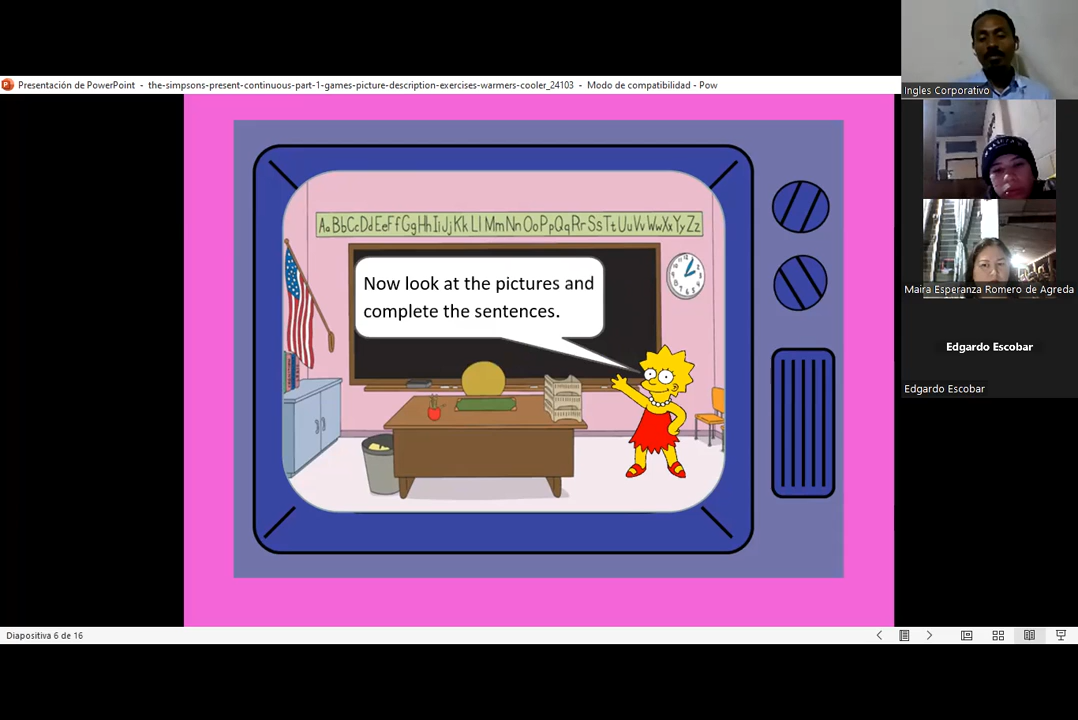 Presentación de PowerPoint - the-simpsons-present-continuous-part-1-games-picture-description-exercises-warmers-cooler_24103 - Modo de compatibilidad - Pow
AaBbCcDdEeFfGgHhIiJjKkLlMmNnOoPpQqRrSsTtUuVvWwXxYyZz
Now look at the pictures and
complete the sentences.
Diapositiva 6 de 16
Ingles Corporativo
Maira Esperanza Romero de Agreda
Edgardo Escobar
Edgardo Escobar